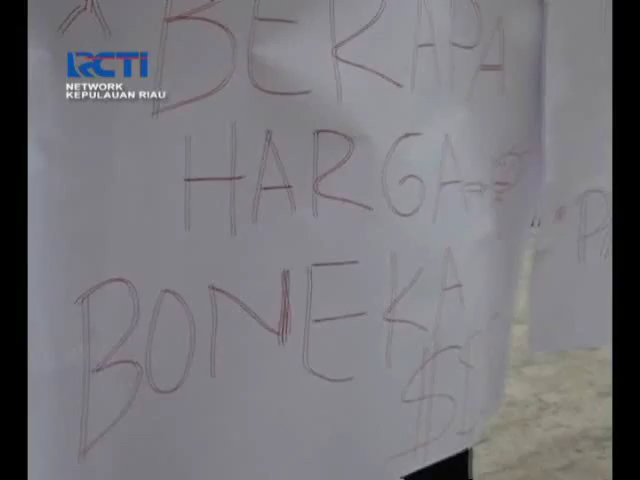 RCTI
NETWORK
KEPULAUAN RIAU
BERAPA
HARGA
BONEKA